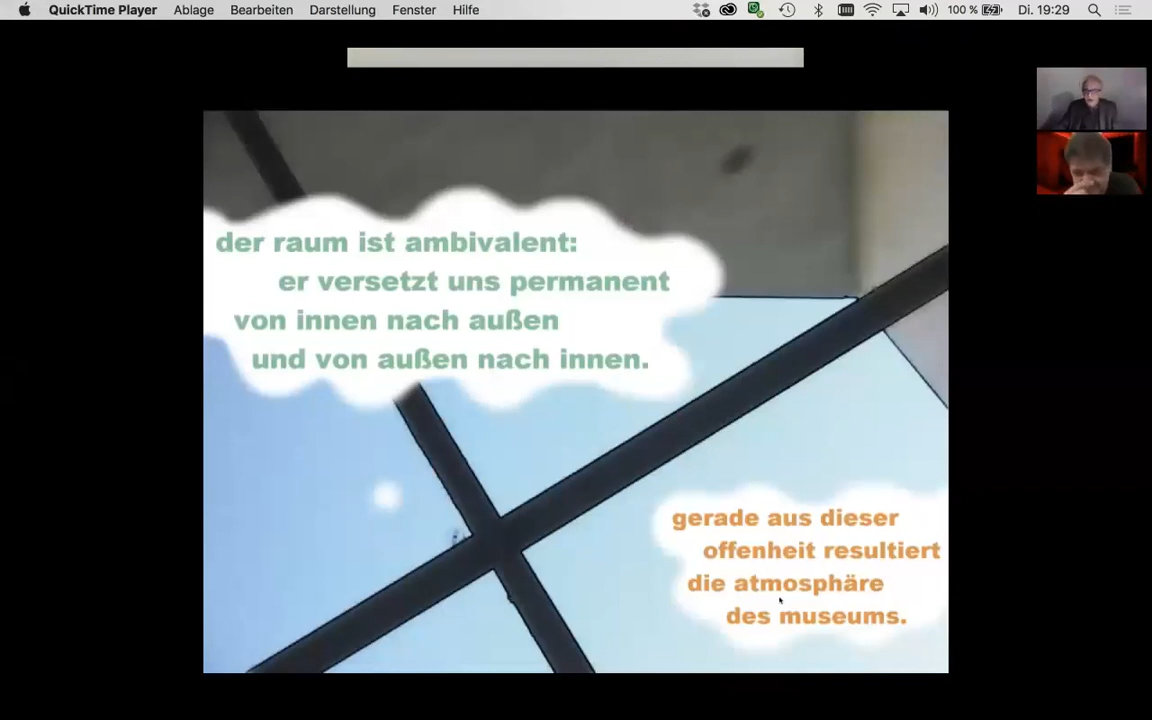 QuickTime Player Ablage Bearbeiten Darstellung Fenster Hilfe 100 % Di. 19:29
der raum ist ambivalent:
er versetzt uns permanent
von innen nach außen
und von außen nach innen.
gerade aus dieser
offenheit resultiert
die atmosphäre
des museums.